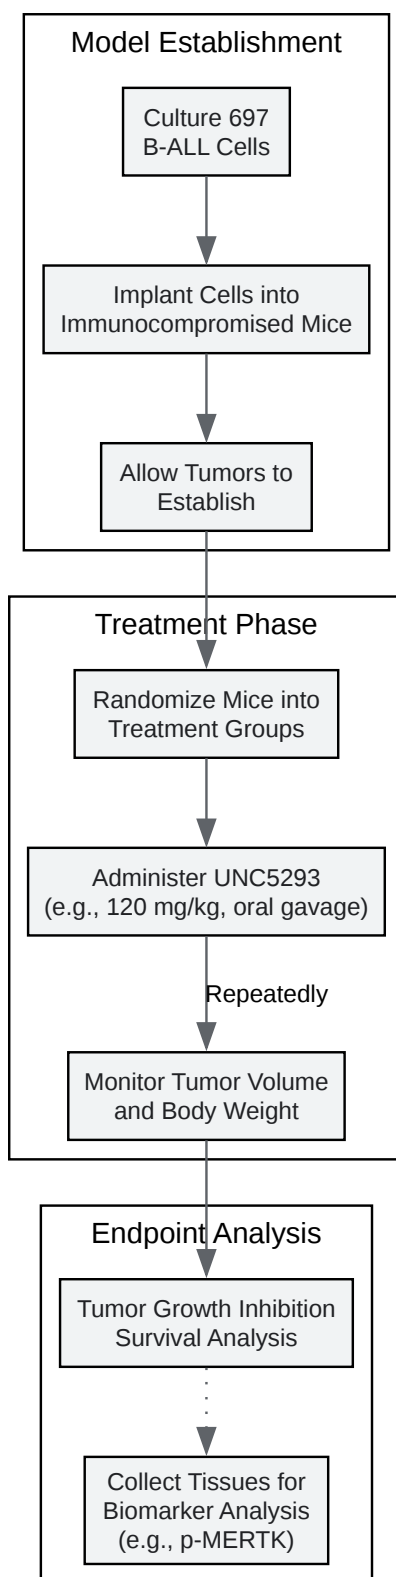 Model Establishment
Culture 697
B-ALL Cells
Implant Cells into
Immunocompromised Mice
Allow Tumors to
Establish
Treatment Phase
Randomize Mice into
Treatment Groups
Administer UNC5293
(e.g., 120 mg/kg, oral gavage)
Repeatedly
Monitor Tumor Volume
and Body Weight
Endpoint Analysis
Tumor Growth Inhibition
Survival Analysis
Collect Tissues for
Biomarker Analysis
(e.g., p-MERTK)